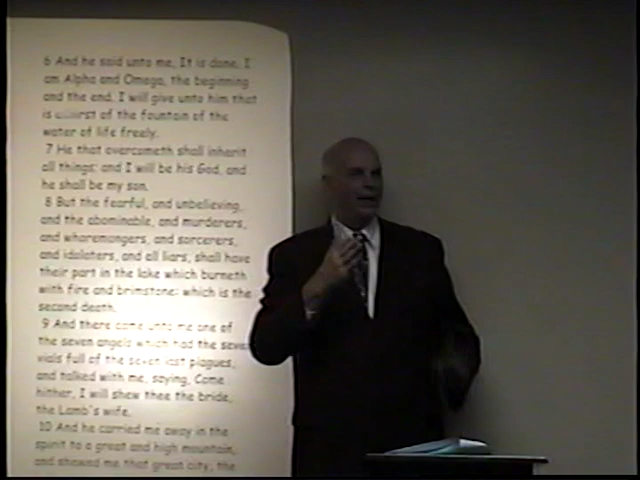 6 And he said unto me, It is done. I
am Alpha and Omega, the beginning
and the end. I will give unto him that
is of the fountain of the
water of life freely.
7 He that overcometh shall inherit
all things; and I will be his God, and
he shall be my son.
8 But the fearful, and unbelieving,
and the abominable, and murderers,
and whoremongers, and sorcerers,
and idolaters, and all liars, shall have
their part in the lake which burneth
with fire and brimstone: which is the
second death.
9 And there came unto me one of
the seven angels which had the seven
vials full of the seven last plagues,
and talked with me, saying, Come
hither, I will shew thee the bride,
the Lamb's wife.
10 And he carried me away in the
spirit to a great and high mountain,
and shewed me that great city, the